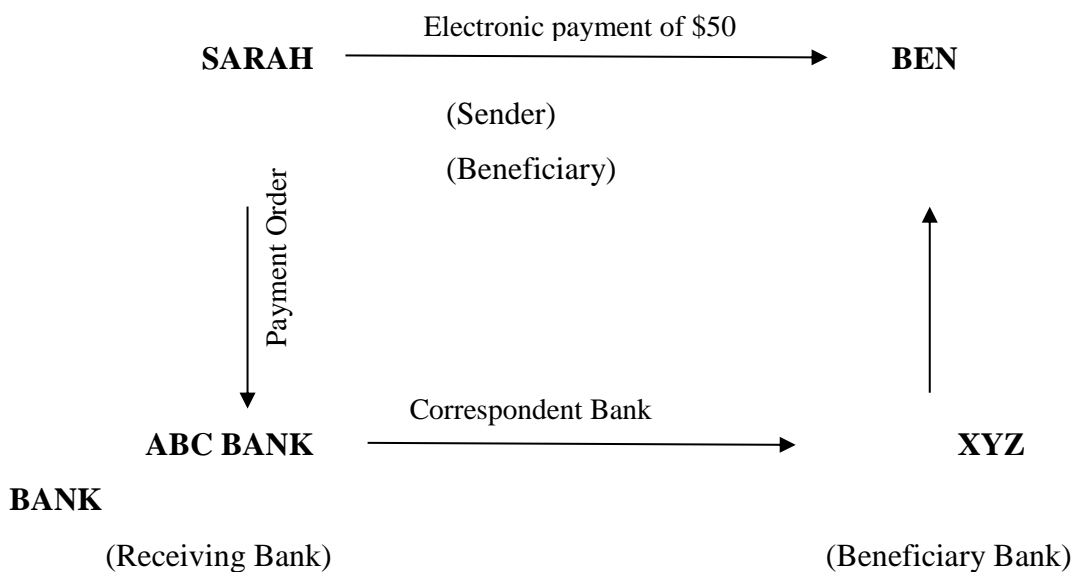 Electronic payment of $50
SARAH BEN
(Sender)
(Beneficiary)
Payment Order
Correspondent Bank
ABC BANK XYZ
BANK
(Receiving Bank) (Beneficiary Bank)